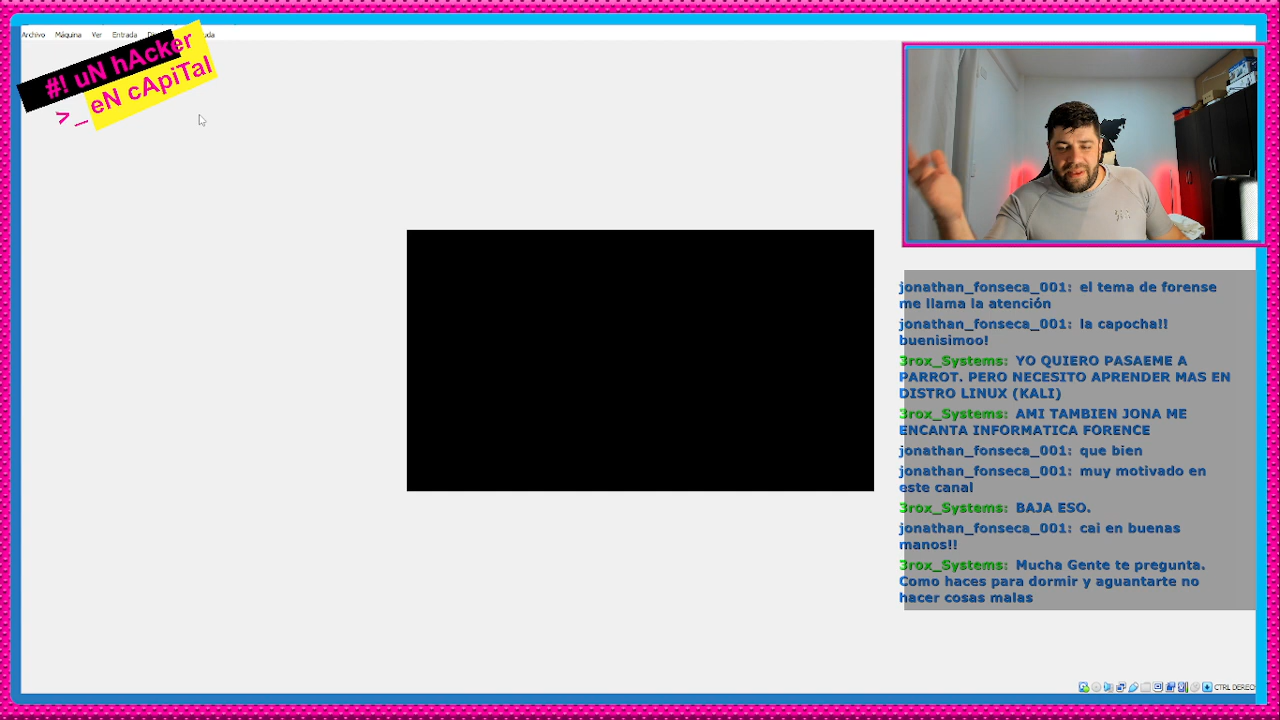 Archivo Máquina Ver Entrada
#! uN hAcker
eN cApiTal
>_
jonathan_fonseca_001: el tema de forense
me llama la atención
jonathan_fonseca_001: la capocha!!
buenisimoo!
3rox_Systems: YO QUIERO PASAEME A
PARROT. PERO NECESITO APRENDER MAS EN
DISTRO LINUX (KALI)
3rox_Systems: AMI TAMBIEN JONA ME
ENCANTA INFORMATICA FORENCE
jonathan_fonseca_001: que bien
jonathan_fonseca_001: muy motivado en
este canal
3rox_Systems: BAJA ESO.
jonathan_fonseca_001: cai en buenas
manos!!
3rox_Systems: Mucha Gente te pregunta.
Como haces para dormir y aguantarte no
hacer cosas malas
CTRL DEREC